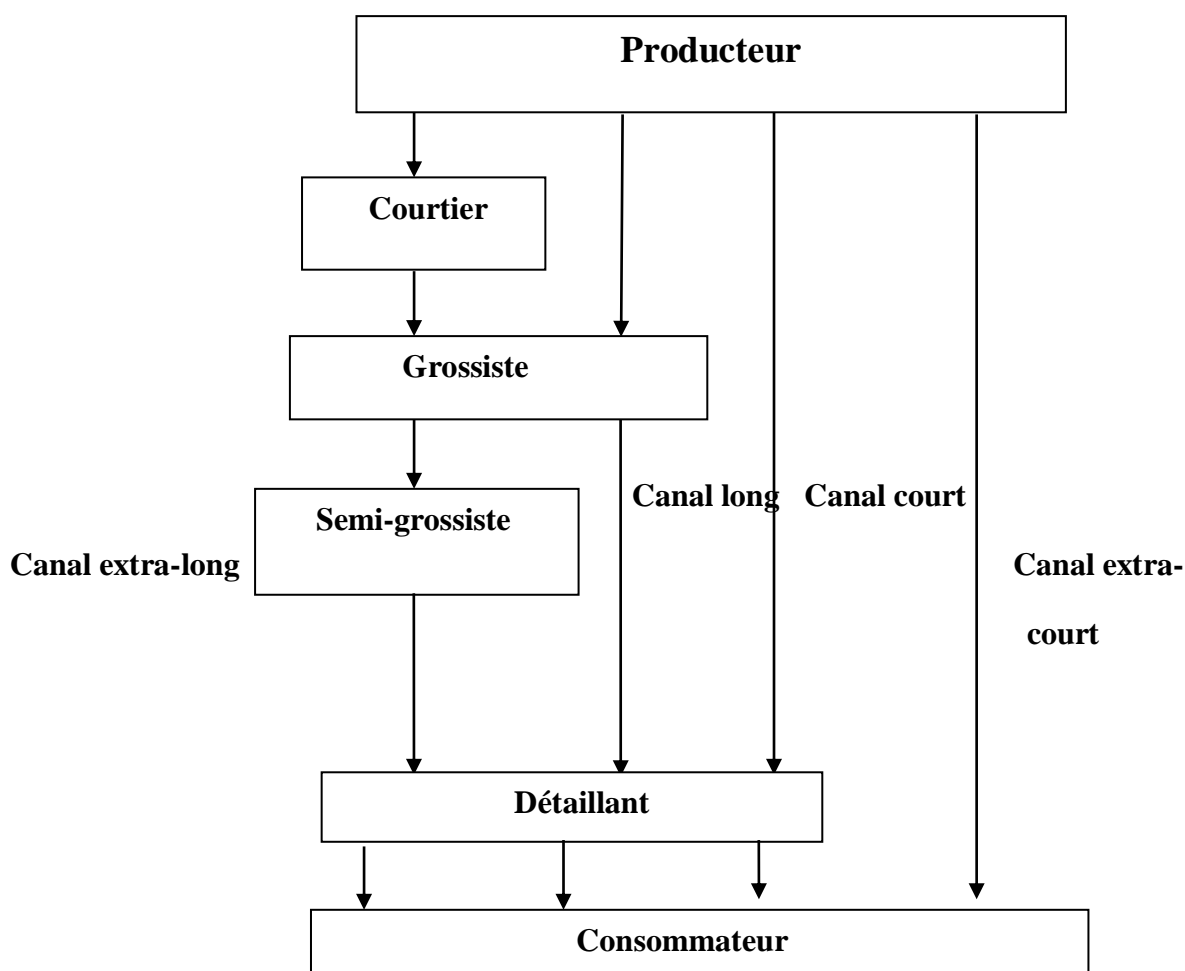 Producteur
Courtier
Grossiste
Canal long Canal court
Semi-grossiste
Canal extra-long
Canal extra-
court
Détaillant
Consommateur